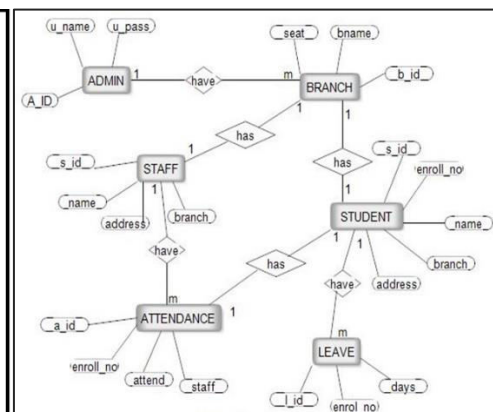 u_name
u_pass
seat
bname
ADMIN
1
have
m
BRANCH
b_id
A_ID
1
1
has
s_id
1
STAFF
has
s_id
enroll_no
name
1
address
branch
1
STUDENT
name
have
has
1
1
branch
m
have
address
a_id
ATTENDANCE
1
enroll_no
attend
staff
m
LEAVE
days
l_id
enrol_no